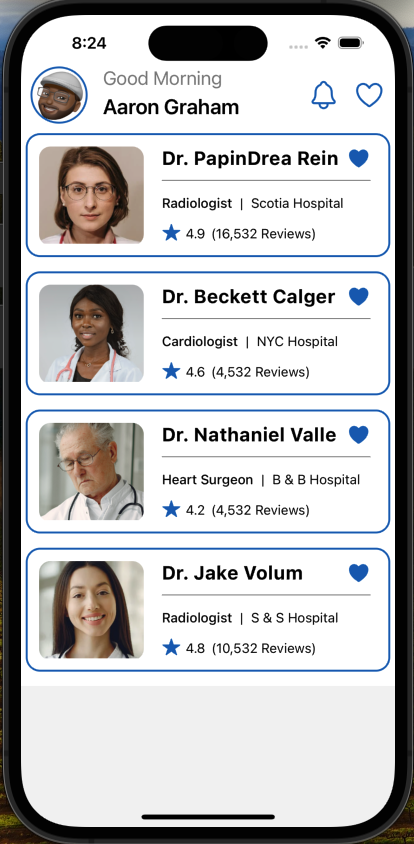 8:24
Good Morning
Aaron Graham
Dr. PapinDrea Rein
Radiologist | Scotia Hospital
4.9 (16,532 Reviews)
Dr. Beckett Calger
Cardiologist | NYC Hospital
4.6 (4,532 Reviews)
Dr. Nathaniel Valle
Heart Surgeon | B & B Hospital
4.2 (4,532 Reviews)
Dr. Jake Volum
Radiologist | S & S Hospital
4.8 (10,532 Reviews)